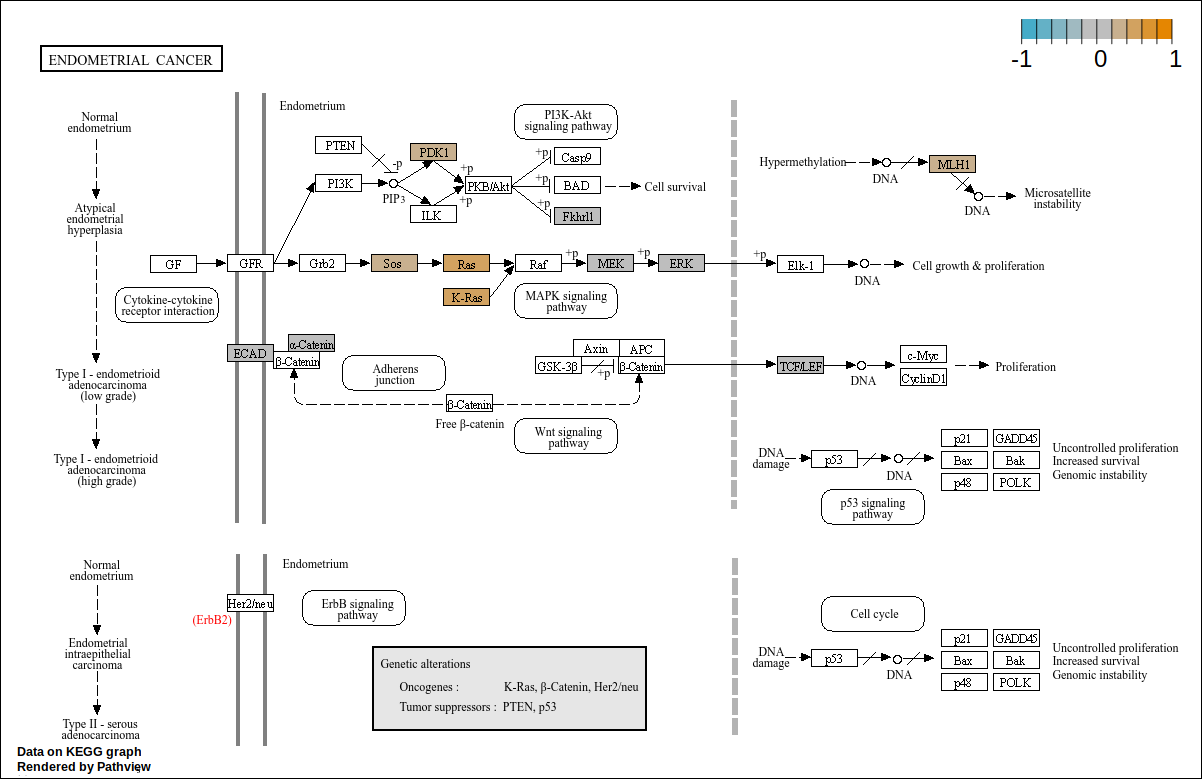 -1 0 1
ENDOMETRIAL CANCER
Normal
endometrium
Atypical
endometrial
hyperplasia
Type I - endometrioid
adenocarcinoma
(low grade)
Type I - endometrioid
adenocarcinoma
(high grade)
Endometrium
PI3K-Akt
signaling pathway
PTEN
-p
PDK1
+p
PI3K
PIP3
PKB/Akt
ILK
+p
+p
Casp9
+p
BAD
Cell survival
+p
Fkhrl1
Hypermethylation
DNA
MLH1
DNA
Microsatellite
instability
GF
GFR
Grb2
Sos
Ras
Raf
+p
MEK
+p
ERK
+p
Elk-1
DNA
Cell growth & proliferation
K-Ras
Cytokine-cytokine
receptor interaction
MAPK signaling
pathway
ECAD
α-Catenin
β-Catenin
Adherens
junction
Axin
APC
GSK-3β
+p
β-Catenin
TCF/LEF
DNA
c-Myc
CyclinD1
Proliferation
β-Catenin
Free β-catenin
Wnt signaling
pathway
DNA
damage
p53
DNA
p21
GADD45
Bax
Bak
p48
POLK
Uncontrolled proliferation
Increased survival
Genomic instability
p53 signaling
pathway
Normal
endometrium
Endometrial
intraepithelial
carcinoma
Type II - serous
adenocarcinoma
Endometrium
Her2/neu
(ErbB2)
ErbB signaling
pathway
Cell cycle
DNA
damage
p53
DNA
p21
GADD45
Bax
Bak
p48
POLK
Uncontrolled proliferation
Increased survival
Genomic instability
Genetic alterations
Oncogenes : K-Ras, β-Catenin, Her2/neu
Tumor suppressors : PTEN, p53
Data on KEGG graph
Rendered by Pathview